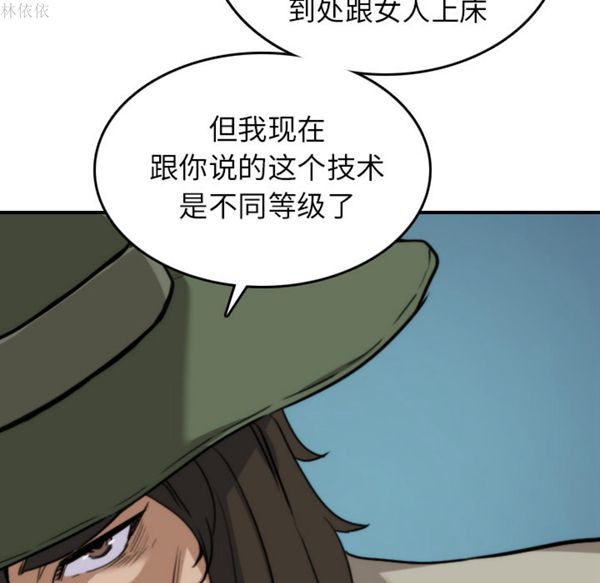 林依依
到处跟女人上床
但我现在
跟你说的这个技术
是不同等级了